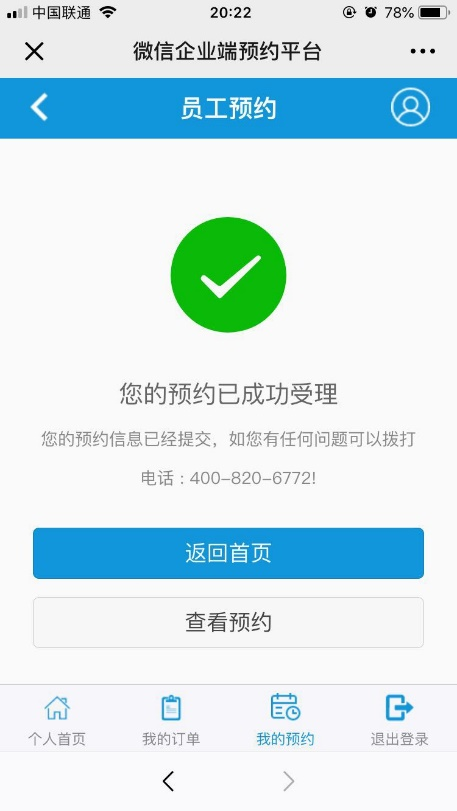 中国联通 20:22 78%
微信企业端预约平台
员工预约
您的预约已成功受理
您的预约信息已经提交，如您有任何问题可以拨打
电话：400-820-6772!
返回首页
查看预约
个人首页 我的订单 我的预约 退出登录